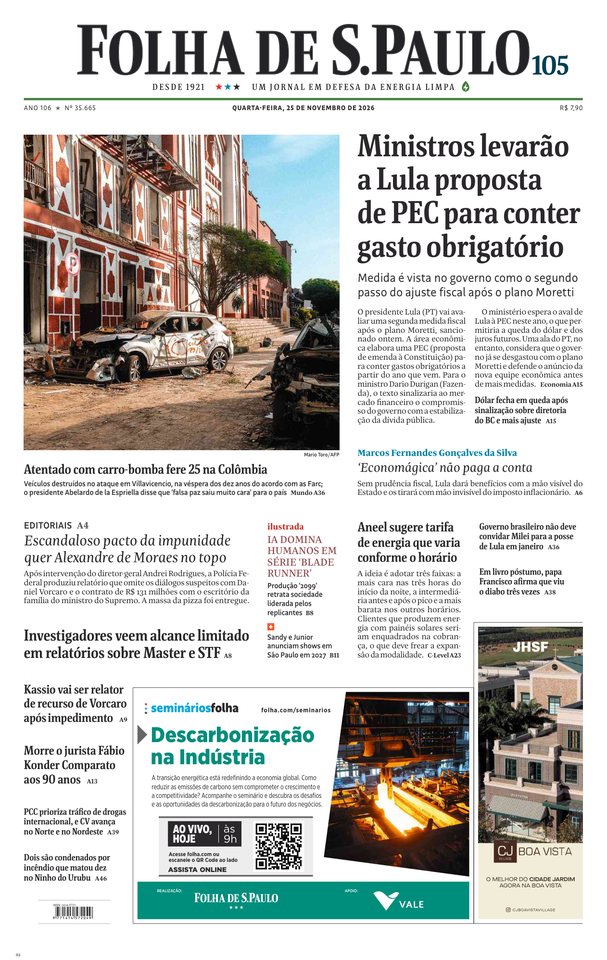 FOLHA DE S.PAULO 105
DESDE 1921 ★ ★ ★ UM JORNAL EM DEFESA DA ENERGIA LIMPA
ANO 106 ★ Nº 35.665
QUARTA-FEIRA, 25 DE NOVEMBRO DE 2026
R$ 7,90
Mario Toro/AFP
Atentado com carro-bomba fere 25 na Colômbia
Veículos destruídos no ataque em Villavicencio, na véspera dos dez anos do acordo com as Farc;
o presidente Abelardo de la Espriella disse que ‘falsa paz saiu muito cara’ para o país Mundo A36
Ministros levarão
a Lula proposta
de PEC para conter
gasto obrigatório
Medida é vista no governo como o segundo
passo do ajuste fiscal após o plano Moretti
O presidente Lula (PT) vai ava-
liar uma segunda medida fiscal
após o plano Moretti, sancio-
nado ontem. A área econômi-
ca elabora uma PEC (proposta
de emenda à Constituição) pa-
ra conter gastos obrigatórios a
partir do ano que vem. Para o
ministro Dario Durigan (Fazen-
da), o texto sinalizaria ao mer-
cado financeiro o compromis-
so do governo com a estabiliza-
ção da dívida pública.
O ministério espera o aval de
Lula à PEC neste ano, o que per-
mitiria a queda do dólar e dos
juros futuros. Uma ala do PT, no
entanto, considera que o gover-
no já se desgastou com o plano
Moretti e defende o anúncio da
nova equipe econômica antes
de mais medidas. Economia A15
Dólar fecha em queda após
sinalização sobre diretoria
do BC e mais ajuste A15
Marcos Fernandes Gonçalves da Silva
‘Economágica’ não paga a conta
Sem prudência fiscal, Lula dará benefícios com a mão visível do
Estado e os tirará com mão invisível do imposto inflacionário. A6
EDITORIAIS A4
Escandaloso pacto da impunidade
quer Alexandre de Moraes no topo
Após intervenção do diretor-geral Andrei Rodrigues, a Polícia Fe-
deral produziu relatório que omite os diálogos suspeitos com Da-
niel Vorcaro e o contrato de R$ 131 milhões com o escritório da
família do ministro do Supremo. A massa da pizza foi entregue.
Investigadores veem alcance limitado
em relatórios sobre Master e STF A8
ilustrada
IA DOMINA
HUMANOS EM
SÉRIE ‘BLADE
RUNNER’
Produção ‘2099’
retrata sociedade
liderada pelos
replicantes B8
Sandy e Junior
anunciam shows em
São Paulo em 2027 B11
Aneel sugere tarifa
de energia que varia
conforme o horário
A ideia é adotar três faixas: a
mais cara nas três horas do
início da noite, a intermediá-
ria antes e após o pico e a mais
barata nos outros horários.
Clientes que produzem ener-
gia com painéis solares seri-
am enquadrados na cobran-
ça, o que deve frear a expan-
são da modalidade. C-Level A23
Governo brasileiro não deve
convidar Milei para a posse
de Lula em janeiro A36
Em livro póstumo, papa
Francisco afirma que viu
o diabo três vezes A38
Kassio vai ser relator
de recurso de Vorcaro
após impedimento A9
Morre o jurista Fábio
Konder Comparato
aos 90 anos A13
PCC prioriza tráfico de drogas
internacional, e CV avança
no Norte e no Nordeste A39
Dois são condenados por
incêndio que matou dez
no Ninho do Urubu A46
semináriosfolha
folha.com/seminarios
Descarbonização
na Indústria
A transição energética está redefinindo a economia global. Como
reduzir as emissões de carbono sem comprometer o crescimento e
a competitividade? Acompanhe o seminário e descubra os desafios
e as oportunidades da descarbonização para o futuro dos negócios.
AO VIVO, HOJE
às 9h
Acesse folha.com ou
escaneie o QR Code ao lado
ASSISTA ONLINE
REALIZAÇÃO:
FOLHA DE S.PAULO
★ ★ ★
APOIO:
VALE
JHSF
CJ
BOA VISTA
O MELHOR DO CIDADE JARDIM
AGORA NA BOA VISTA
CJBOAVISTAVILLAGE